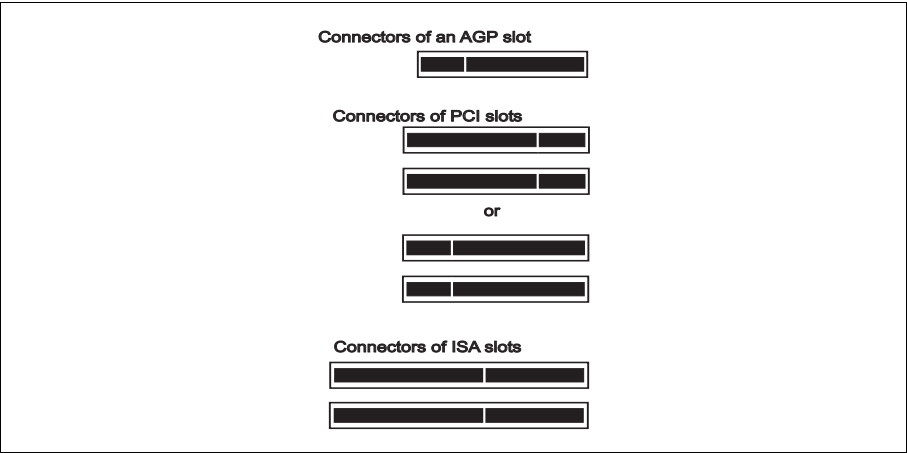 Connectors of an AGP slot
Connectors of PCI slots
or
Connectors of ISA slots